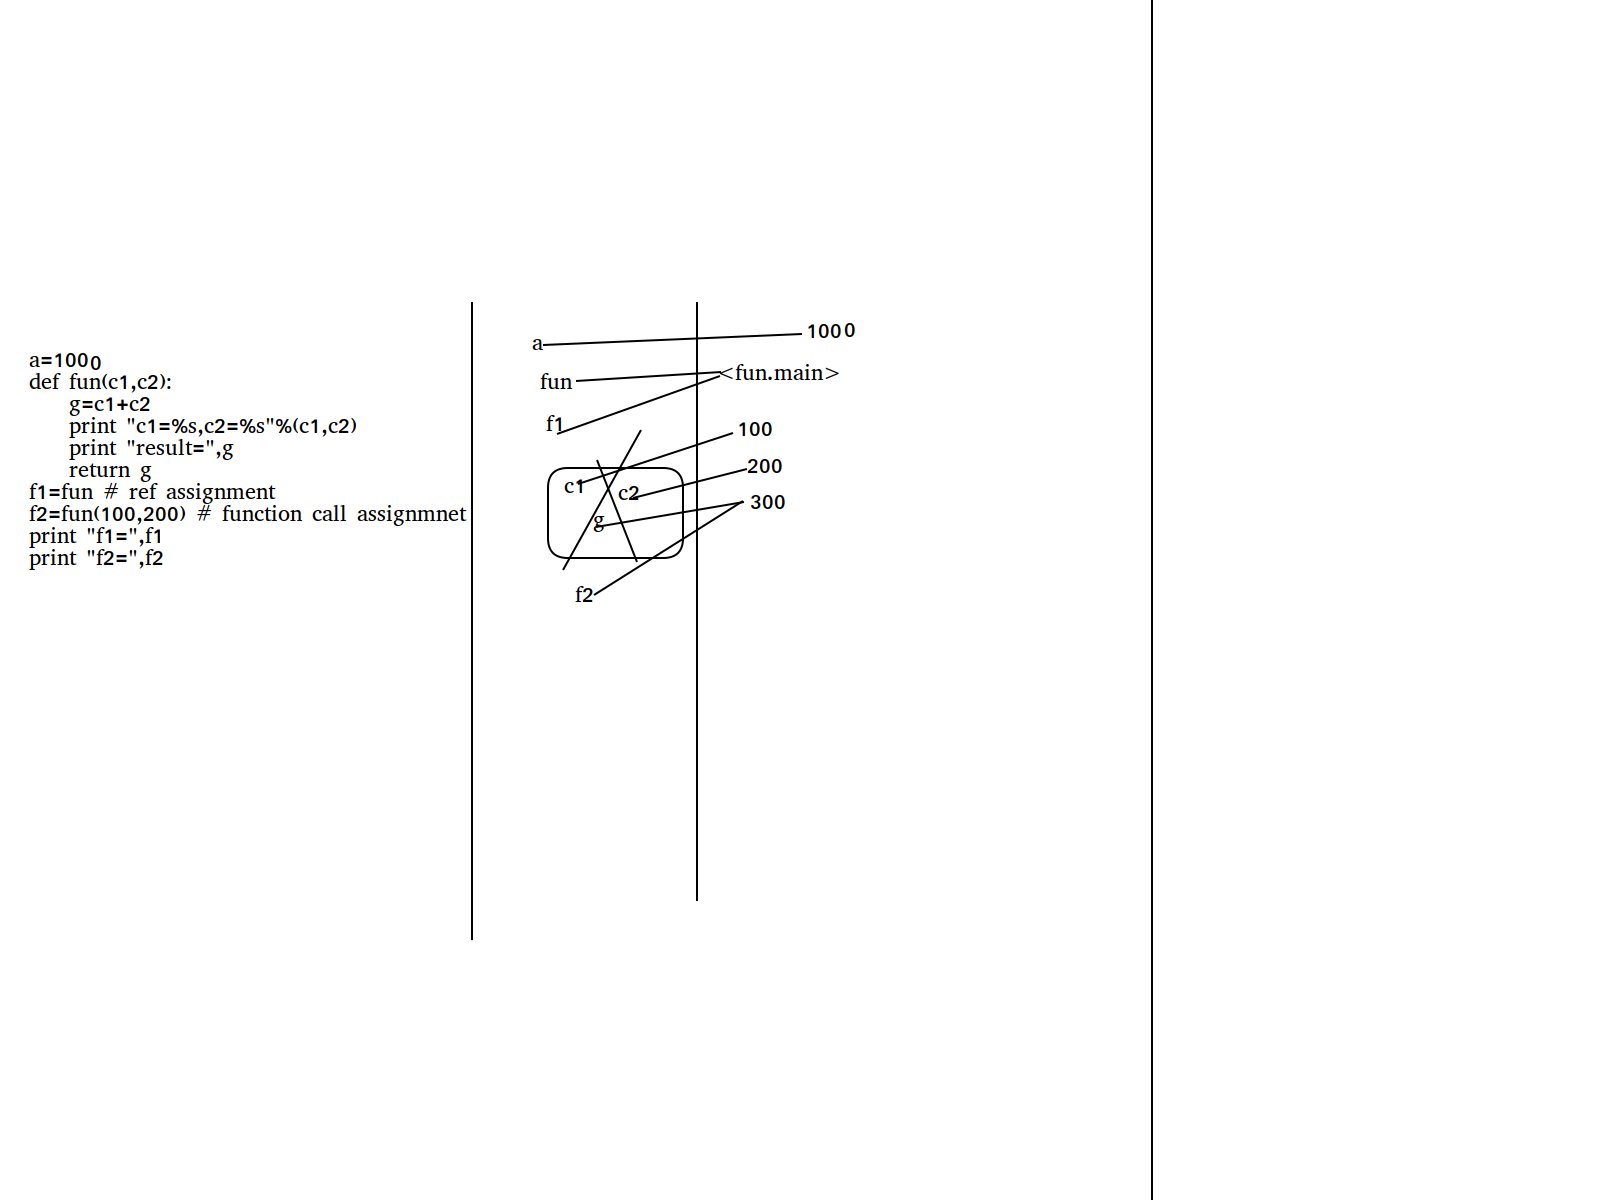 a=1000
def fun(c1,c2):
    g=c1+c2
    print "c1=%s,c2=%s"%(c1,c2)
    print "result=",g
    return g
f1=fun # ref assignment
f2=fun(100,200) # function call assignmnet
print "f1=",f1
print "f2=",f2
a 1000
fun <fun.main>
f1
100
c1 c2 200
g 300
f2